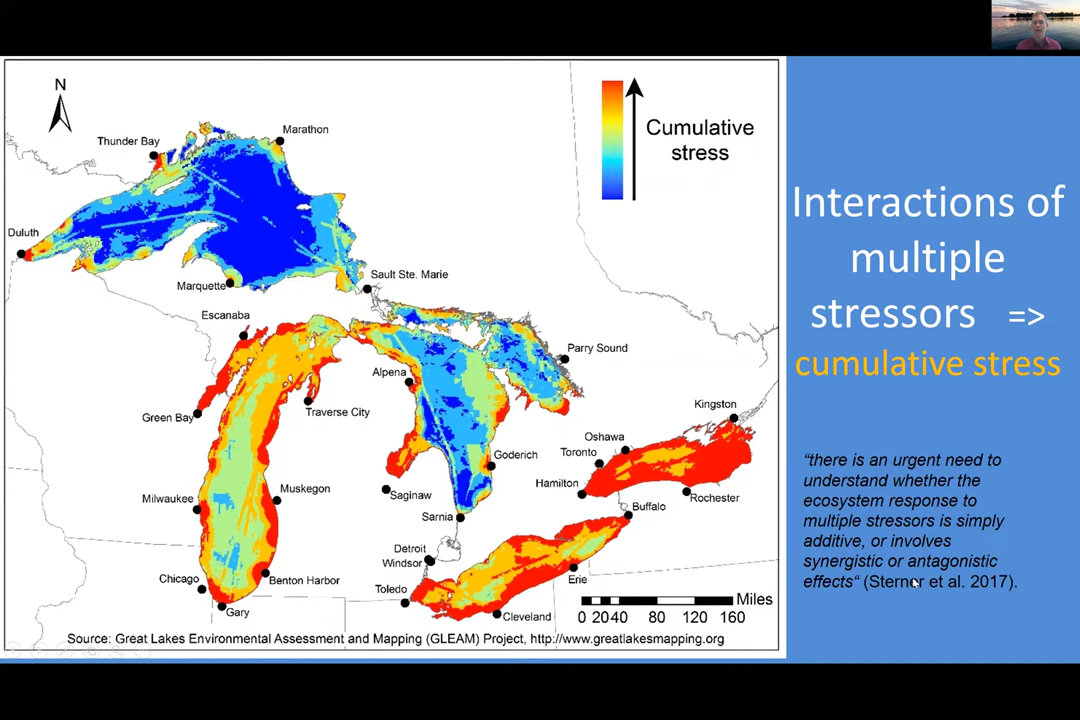 N
Thunder Bay
Marathon
Cumulative
stress
Duluth
Marquette
Sault Ste. Marie
Escanaba
Parry Sound
Alpena
Green Bay
Traverse City
Kingston
Oshawa
Toronto
Goderich
Hamilton
Saginaw
Rochester
Muskegon
Milwaukee
Buffalo
Sarnia
Detroit
Windsor
Chicago
Benton Harbor
Toledo
Erie
Gary
Cleveland
Miles
0 20 40 80 120 160
Source: Great Lakes Environmental Assessment and Mapping (GLEAM) Project, http://www.greatlakesmapping.org
Interactions of
multiple
stressors =>
cumulative stress
“there is an urgent need to
understand whether the
ecosystem response to
multiple stressors is simply
additive, or involves
synergistic or antagonistic
effects“ (Sterner et al. 2017).